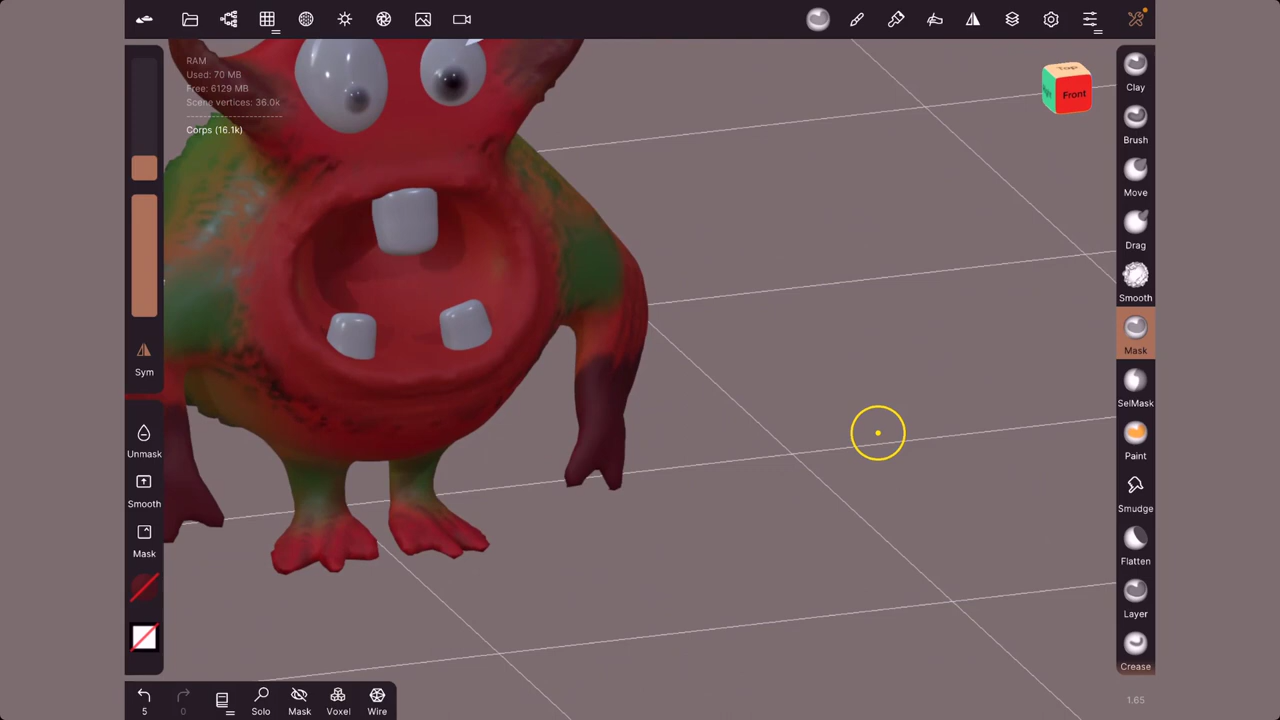 RAM
Used: 70 MB
Free: 6129 MB
Scene vertices: 36.0k
Corps (16.1k)
Top
Front
Clay
Brush
Move
Drag
Smooth
Mask
SelMask
Paint
Smudge
Flatten
Layer
Crease
Sym
Unmask
Smooth
Mask
5
0
Solo
Mask
Voxel
Wire
1.65